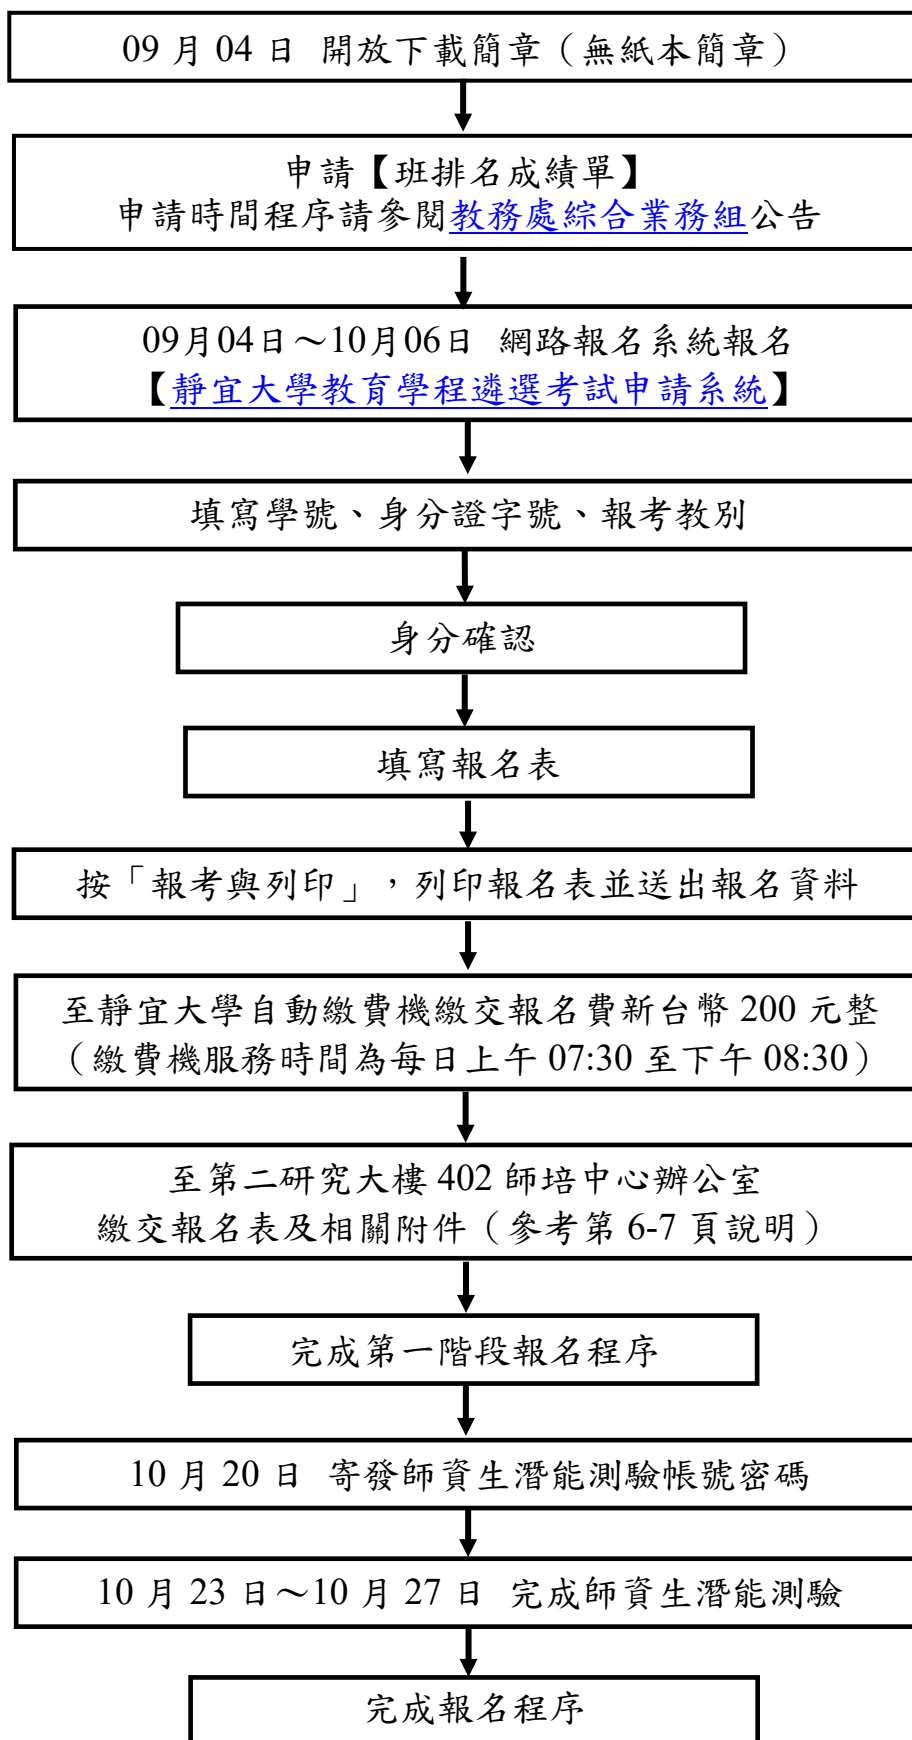 09 月 04 日 開放下載簡章（無紙本簡章）
申請【班排名成績單】
申請時間程序請參閱教務處綜合業務組公告
09月04日～10月06日 網路報名系統報名
【靜宜大學教育學程遴選考試申請系統】
填寫學號、身分證字號、報考教別
身分確認
填寫報名表
按「報考與列印」，列印報名表並送出報名資料
至靜宜大學自動繳費機繳交報名費新台幣 200 元整
（繳費機服務時間為每日上午 07:30 至下午 08:30）
至第二研究大樓 402 師培中心辦公室
繳交報名表及相關附件（參考第 6-7 頁說明）
完成第一階段報名程序
10 月 20 日 寄發師資生潛能測驗帳號密碼
10 月 23 日～10 月 27 日 完成師資生潛能測驗
完成報名程序